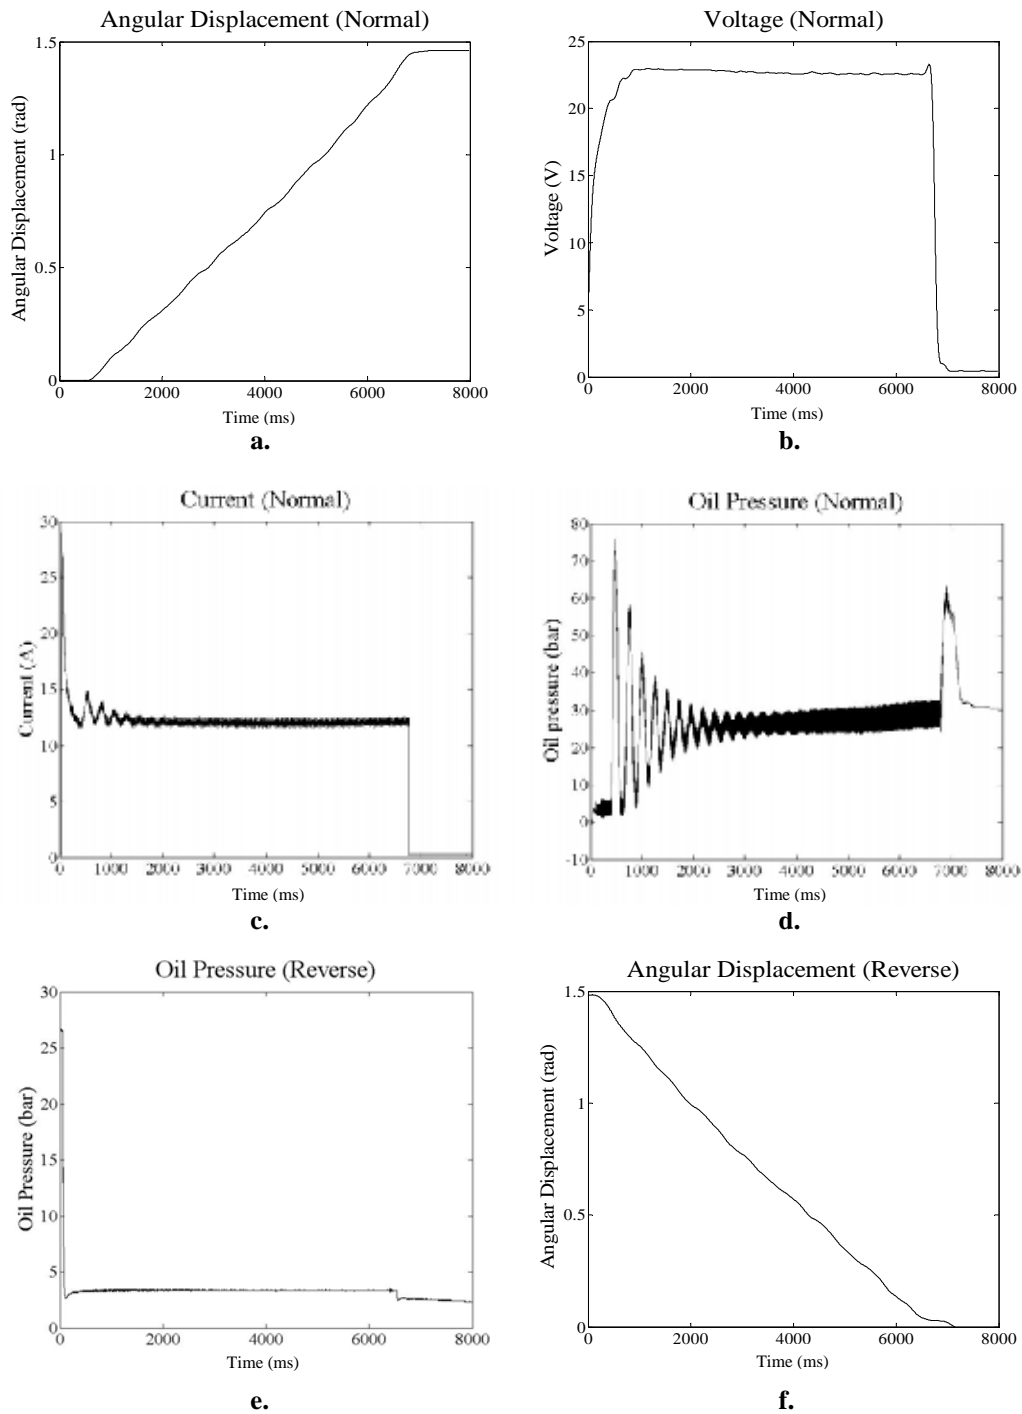 Angular Displacement (Normal)
1.5
1
0.5
0
Angular Displacement (rad)
0 2000 4000 6000 8000
Time (ms)
a.
Voltage (Normal)
25
20
15
10
5
0
Voltage (V)
0 2000 4000 6000 8000
Time (ms)
b.
Current (Normal)
30
25
20
15
10
5
0
Current (A)
0 1000 2000 3000 4000 5000 6000 7000 8000
Time (ms)
c.
Oil Pressure (Normal)
80
70
60
50
40
30
20
10
0
-10
Oil pressure (bar)
0 1000 2000 3000 4000 5000 6000 7000 8000
Time (ms)
d.
Oil Pressure (Reverse)
30
25
20
15
10
5
0
Oil Pressure (bar)
0 2000 4000 6000 8000
Time (ms)
e.
Angular Displacement (Reverse)
1.5
1
0.5
0
Angular Displacement (rad)
0 2000 4000 6000 8000
Time (ms)
f.